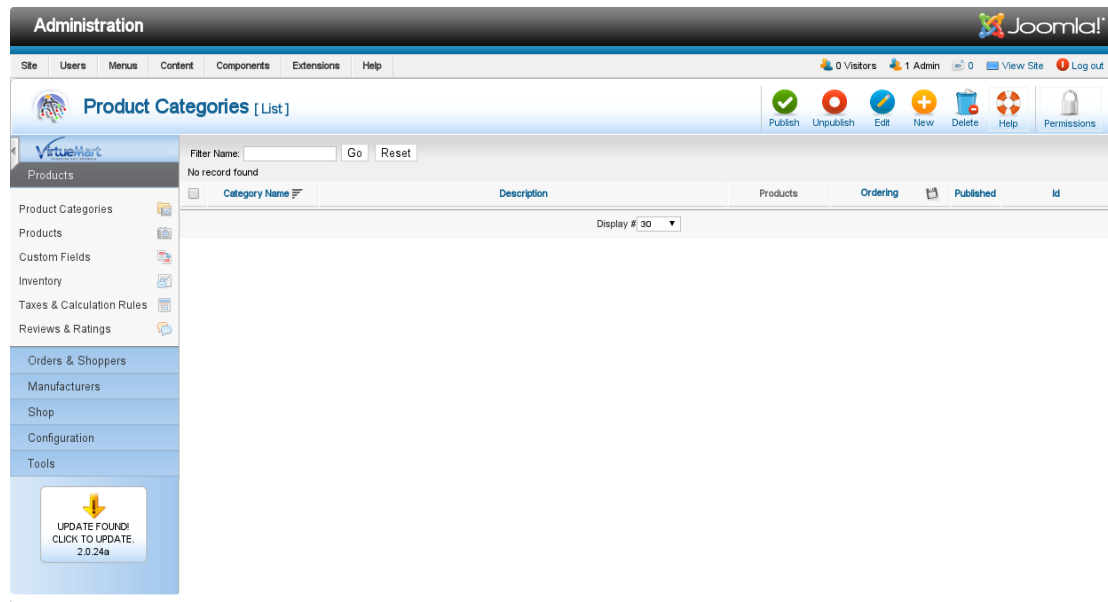 Administration
Joomla!
Site Users Menus Content Components Extensions Help
0 Visitors 1 Admin 0 View Site Log out
Product Categories [ List ]
Publish Unpublish Edit New Delete Help Permissions
VirtueMart
Filter Name: Go Reset
No record found
Products
Category Name Description Products Ordering Published Id
Display # 30
Product Categories
Products
Custom Fields
Inventory
Taxes & Calculation Rules
Reviews & Ratings
Orders & Shoppers
Manufacturers
Shop
Configuration
Tools
UPDATE FOUND!
CLICK TO UPDATE.
2.0.24a